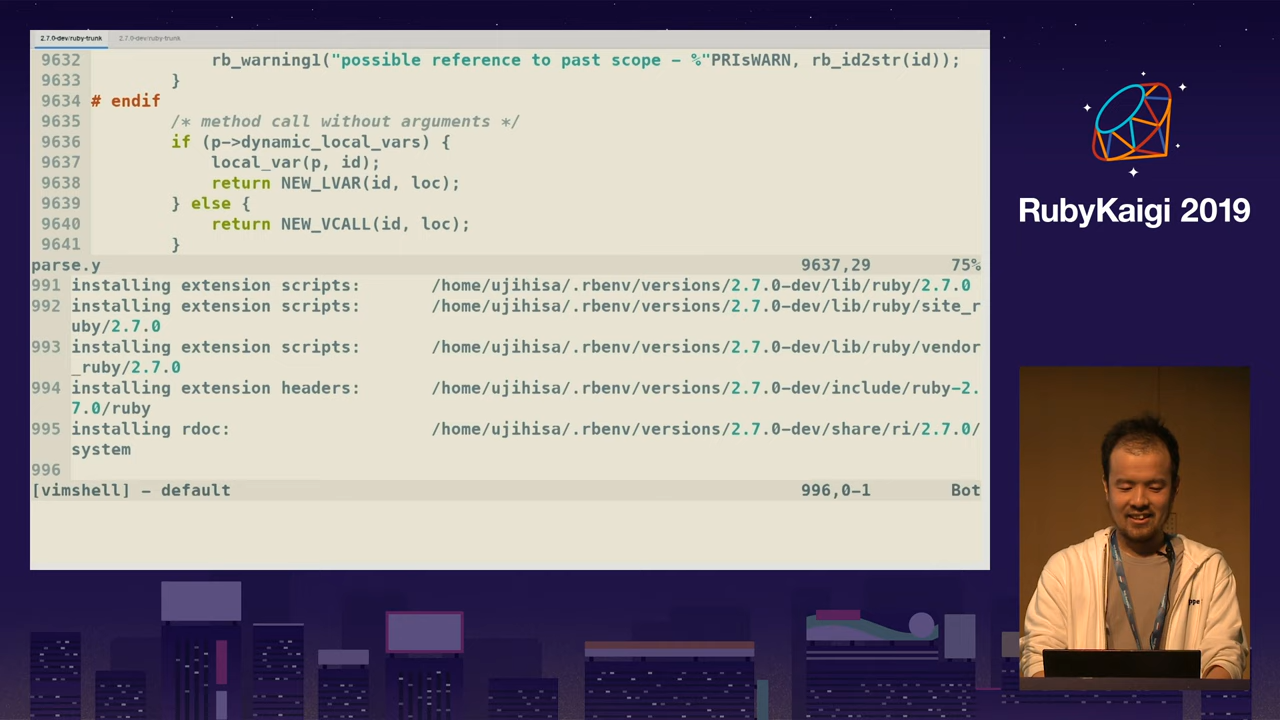 2.7.0-dev/ruby-trunk 2.7.0-dev/ruby-trunk
9632 rb_warning1("possible reference to past scope - %"PRIsWARN, rb_id2str(id));
9633 }
9634 # endif
9635 /* method call without arguments */
9636 if (p->dynamic_local_vars) {
9637 local_var(p, id);
9638 return NEW_LVAR(id, loc);
9639 } else {
9640 return NEW_VCALL(id, loc);
9641 }
parse.y 9637,29 75%
991 installing extension scripts: /home/ujihisa/.rbenv/versions/2.7.0-dev/lib/ruby/2.7.0
992 installing extension scripts: /home/ujihisa/.rbenv/versions/2.7.0-dev/lib/ruby/site_r
uby/2.7.0
993 installing extension scripts: /home/ujihisa/.rbenv/versions/2.7.0-dev/lib/ruby/vendor
_ruby/2.7.0
994 installing extension headers: /home/ujihisa/.rbenv/versions/2.7.0-dev/include/ruby-2.
7.0/ruby
995 installing rdoc: /home/ujihisa/.rbenv/versions/2.7.0-dev/share/ri/2.7.0/
system
996
[vimshell] - default 996,0-1 Bot
RubyKaigi 2019